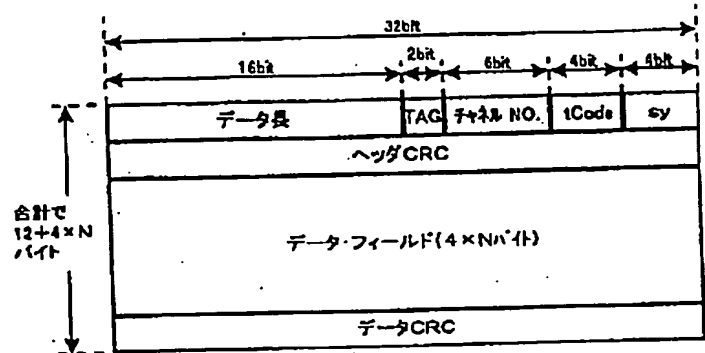 32bit
16bit 2bit 6bit 4bit 4bit
データ長 TAG チャネル NO. tCode sy
ヘッダCRC
合計で
12+4×N
バイト
データ・フィールド(4×Nバイト)
データCRC